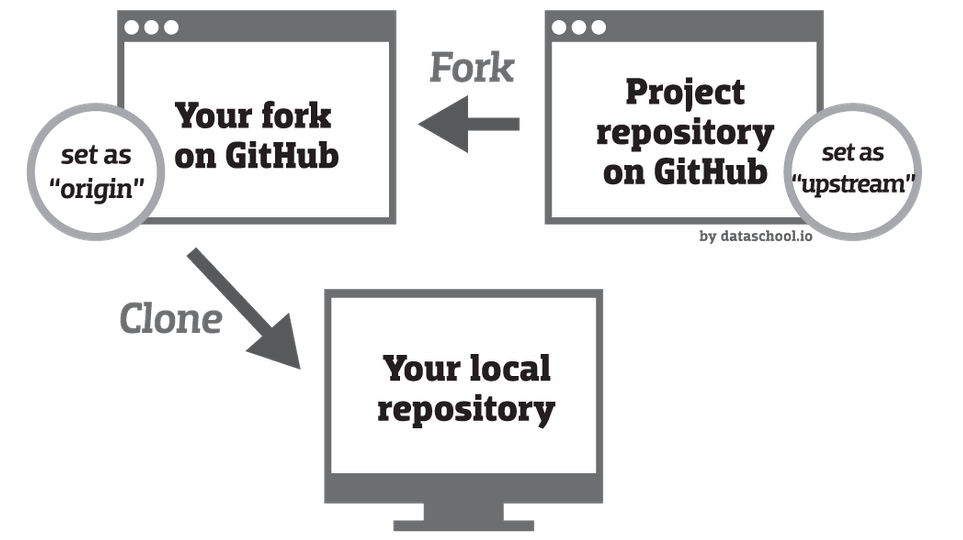 Fork
Your fork
on GitHub
set as
“origin”
Project
repository
on GitHub
set as
“upstream”
by dataschool.io
Clone
Your local
repository